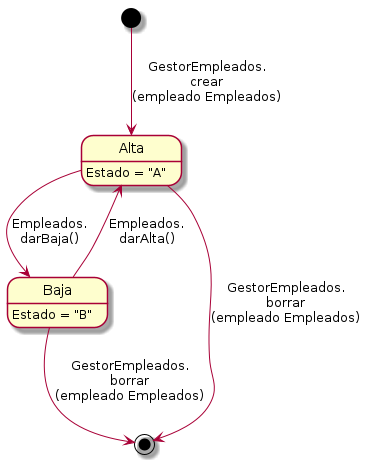 GestorEmpleados.
crear
(empleado Empleados)
Alta
Estado = "A"
Empleados.
darBaja()
Empleados.
darAlta()
Baja
Estado = "B"
GestorEmpleados.
borrar
(empleado Empleados)
GestorEmpleados.
borrar
(empleado Empleados)